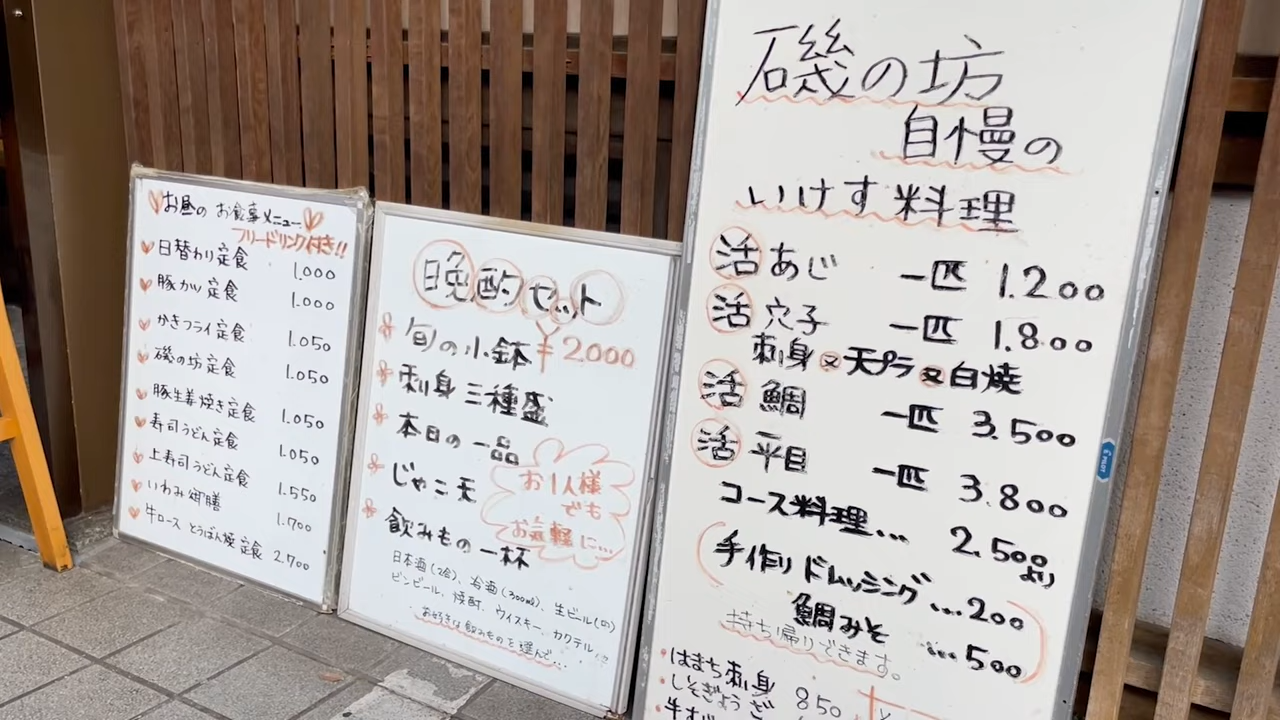 お昼のお食事メニュー
フリードリンク付き!!
日替わり定食 1.000
豚カツ定食 1.000
かきフライ定食 1.050
磯の坊定食 1.050
豚生姜焼き定食 1.050
寿司うどん定食 1.050
上寿司うどん定食 1.550
いわみ御膳 1.700
牛ロースとうばん焼定食 2.700
晩酌セット
¥2000
旬の小鉢
刺身三種盛
本日の一品
じゃこ天
飲みもの一杯
お1人様
でも
お気軽に…
日本酒(2合)、冷酒(300ml)、生ビール(中)
ビンビール、焼酎、ウイスキー、カクテル
お好きな飲みものを選んで…
磯の坊
自慢の
いけす料理
活あじ 一匹 1.200
活穴子 一匹 1.800
刺身又天プラ又白焼
活鯛 一匹 3.500
活平目 一匹 3.800
コース料理… 2.500より
(手作りドレッシング…200
鯛みそ …500)
持ち帰りできます。
はまち刺身 850
しそぎょうざ
PILOT